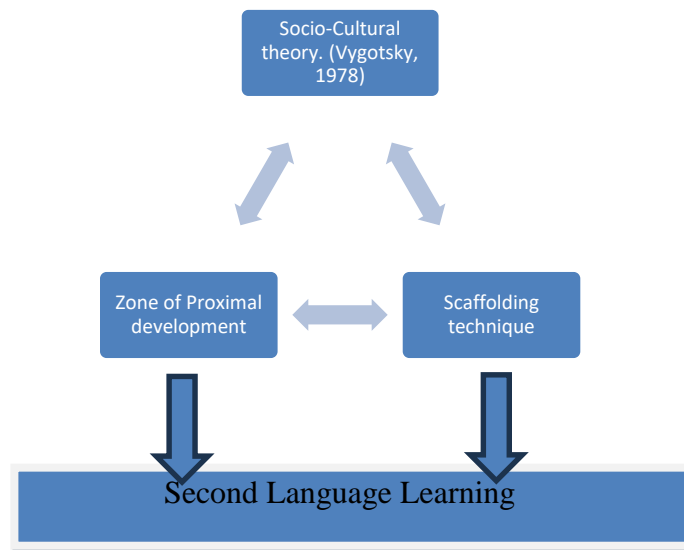 Socio-Cultural
theory. (Vygotsky,
1978)
Zone of Proximal
development
Scaffolding
technique
Second Language Learning